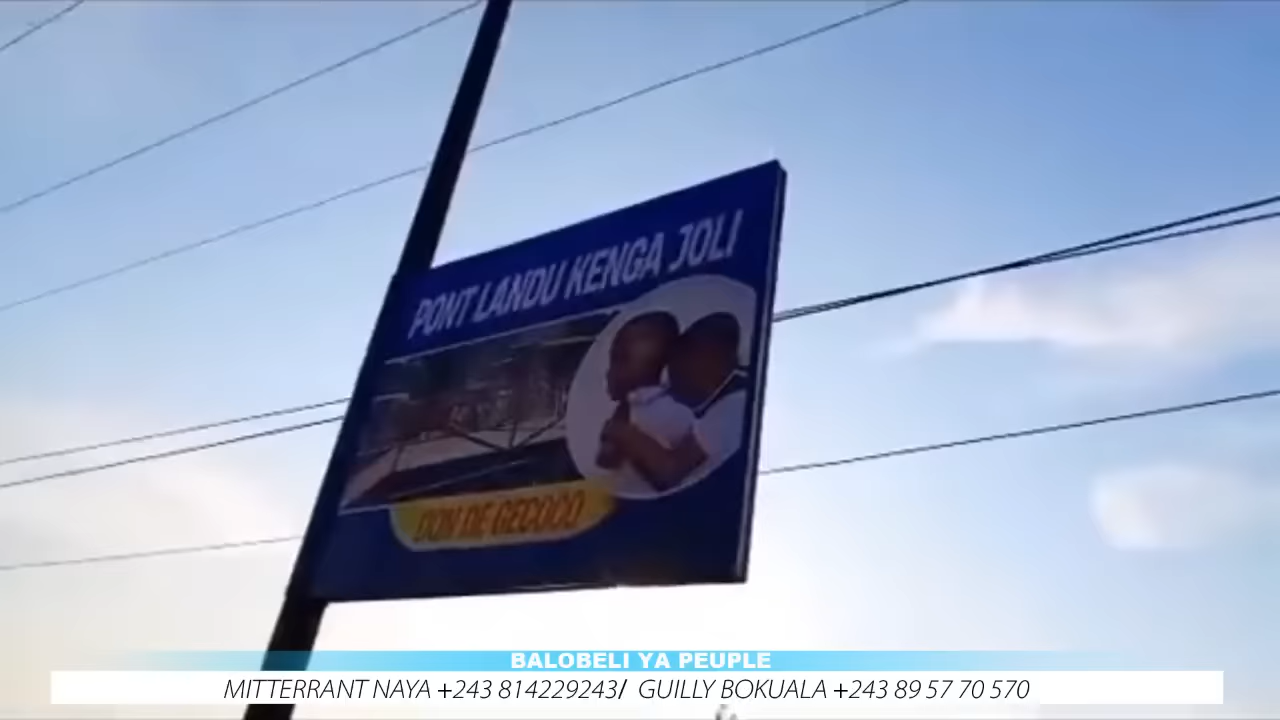 PONT LANDU KENGA JOLI
DON DE GECOCO
BALOBELI YA PEUPLE
MITTERRANT NAYA +243 814229243/ GUILLY BOKUALA +243 89 57 70 570